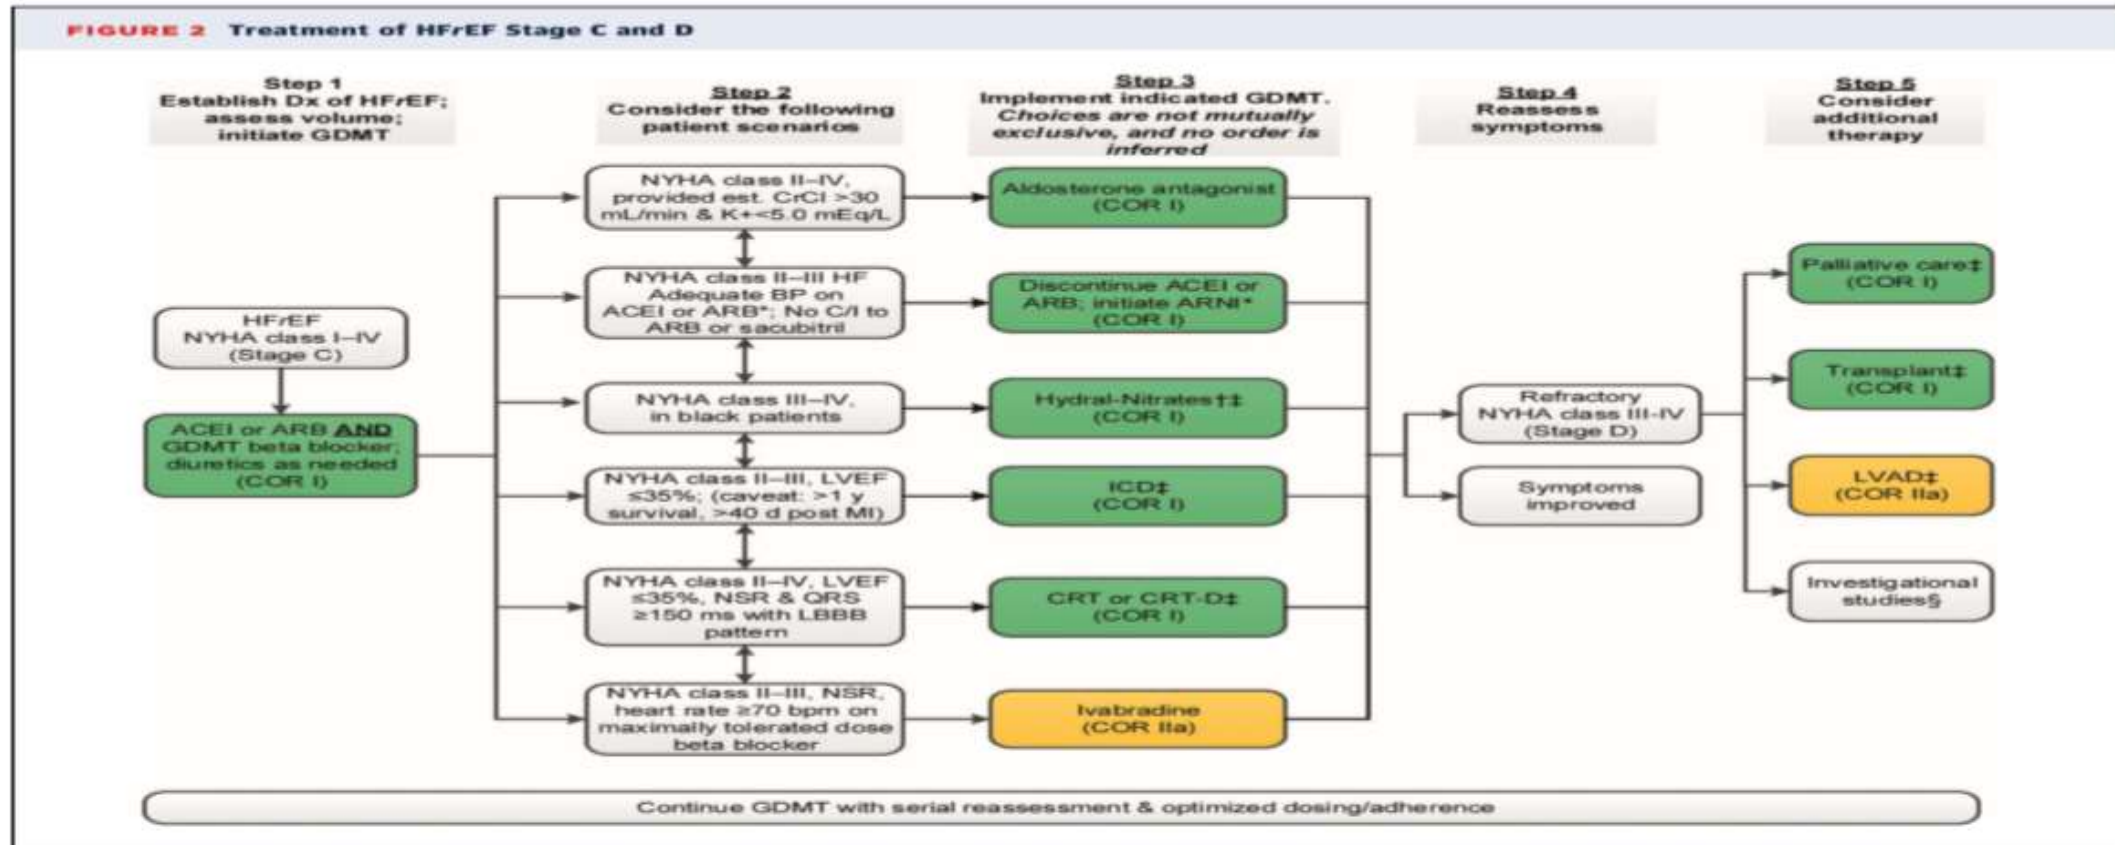 FIGURE 2 Treatment of HFrEF Stage C and D
Step 1
Establish Dx of HFrEF;
assess volume;
initiate GDMT
Step 2
Consider the following
patient scenarios
Step 3
Implement indicated GDMT.
Choices are not mutually
exclusive, and no order is
inferred
Step 4
Reassess
symptoms
Step 5
Consider
additional
therapy
HFrEF
NYHA class I–IV
(Stage C)
ACEI or ARB AND
GDMT beta blocker;
diuretics as needed
(COR I)
NYHA class II–IV,
provided est. CrCl >30
mL/min & K+<5.0 mEq/L
Aldosterone antagonist
(COR I)
NYHA class II–III HF
Adequate BP on
ACEI or ARB*; No C/I to
ARB or sacubitril
Discontinue ACEI or
ARB; initiate ARNI*
(COR I)
NYHA class III–IV,
in black patients
Hydral-Nitrates†‡
(COR I)
NYHA class II–III, LVEF
≤35%; (caveat: >1 y
survival, >40 d post MI)
ICD‡
(COR I)
NYHA class II–IV, LVEF
≤35%, NSR & QRS
≥150 ms with LBBB
pattern
CRT or CRT-D‡
(COR I)
NYHA class II–III, NSR,
heart rate ≥70 bpm on
maximally tolerated dose
beta blocker
Ivabradine
(COR IIa)
Refractory
NYHA class III-IV
(Stage D)
Symptoms
improved
Palliative care‡
(COR I)
Transplant‡
(COR I)
LVAD‡
(COR IIa)
Investigational
studies§
Continue GDMT with serial reassessment & optimized dosing/adherence